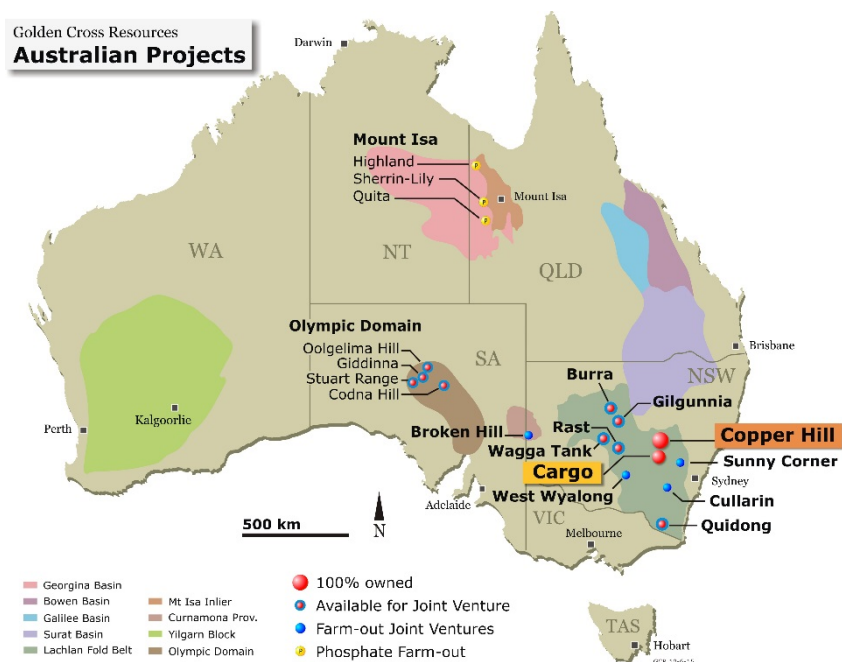 Golden Cross Resources
Australian Projects
Darwin
Mount Isa
Highland
Sherrin-Lily
Quita
P
P
P
Mount Isa
WA
NT
QLD
Olympic Domain
Oolgelima Hill
Giddinna
Stuart Range
Codna Hill
SA
Brisbane
NSW
Burra
Gilgunnia
Perth
Kalgoorlie
Broken Hill
Rast
Wagga Tank
Copper Hill
Cargo
Sunny Corner
Sydney
West Wyalong
Cullarin
Adelaide
500 km
N
VIC
Melbourne
Quidong
Georgina Basin
Bowen Basin
Galilee Basin
Surat Basin
Lachlan Fold Belt
Mt Isa Inlier
Curnamona Prov.
Yilgarn Block
Olympic Domain
100% owned
Available for Joint Venture
Farm-out Joint Ventures
P Phosphate Farm-out
TAS
Hobart